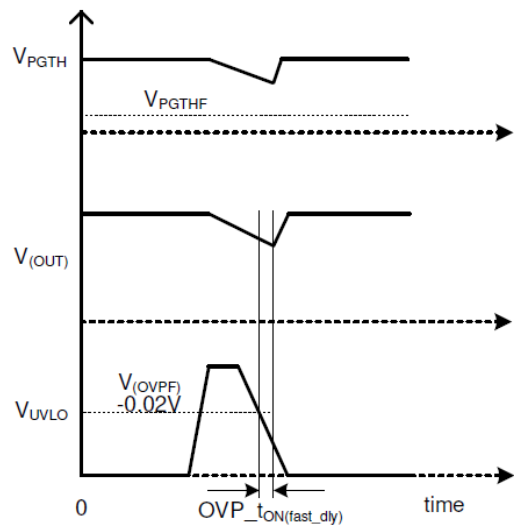 VPGTH
VPGTHF
V(OUT)
V(OVPF)
-0.02V
VUVLO
0
OVP_tON(fast_dly)
time